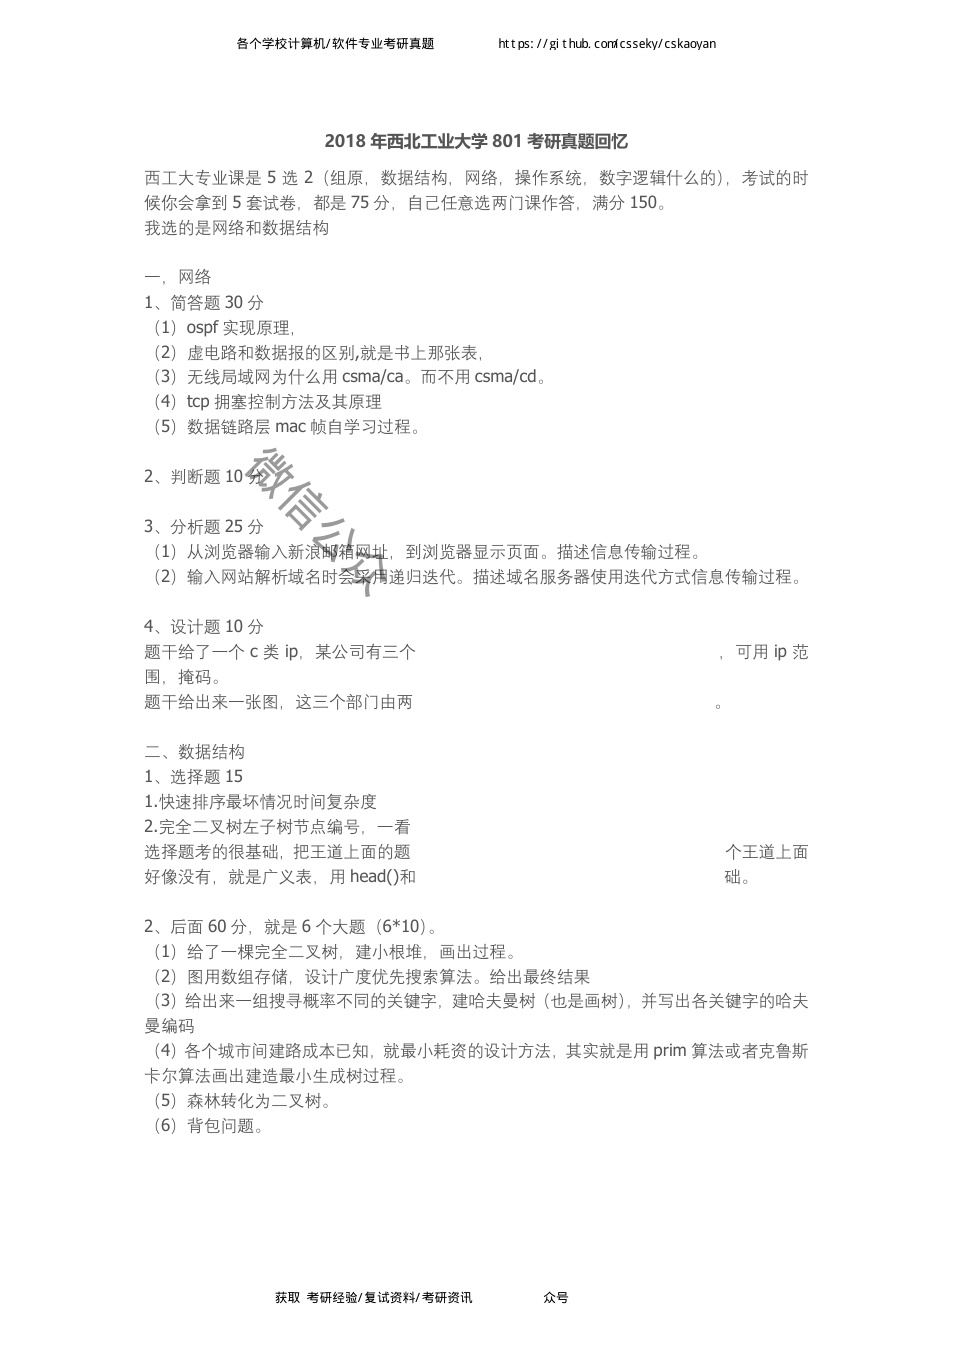 各个学校计算机/软件专业考研真题 https://github.com/csseky/cskaoyan
2018 年西北工业大学 801 考研真题回忆
西工大专业课是 5 选 2（组原，数据结构，网络，操作系统，数字逻辑什么的），考试的时
候你会拿到 5 套试卷，都是 75 分，自己任意选两门课作答，满分 150。
我选的是网络和数据结构
一，网络
1、简答题 30 分
（1）ospf 实现原理，
（2）虚电路和数据报的区别,就是书上那张表，
（3）无线局域网为什么用 csma/ca。而不用 csma/cd。
（4）tcp 拥塞控制方法及其原理
（5）数据链路层 mac 帧自学习过程。
2、判断题 10 分
3、分析题 25 分
（1）从浏览器输入新浪邮箱网址，到浏览器显示页面。描述信息传输过程。
（2）输入网站解析域名时会采用递归迭代。描述域名服务器使用迭代方式信息传输过程。
4、设计题 10 分
题干给了一个 c 类 ip，某公司有三个 ，可用 ip 范
围，掩码。
题干给出来一张图，这三个部门由两 。
二、数据结构
1、选择题 15
1.快速排序最坏情况时间复杂度
2.完全二叉树左子树节点编号，一看
选择题考的很基础，把王道上面的题 个王道上面
好像没有，就是广义表，用 head()和 础。
2、后面 60 分，就是 6 个大题（6*10）。
（1）给了一棵完全二叉树，建小根堆，画出过程。
（2）图用数组存储，设计广度优先搜索算法。给出最终结果
（3）给出来一组搜寻概率不同的关键字，建哈夫曼树（也是画树），并写出各关键字的哈夫
曼编码
（4）各个城市间建路成本已知，就最小耗资的设计方法，其实就是用 prim 算法或者克鲁斯
卡尔算法画出建造最小生成树过程。
（5）森林转化为二叉树。
（6）背包问题。
微信公众
获取 考研经验/复试资料/考研资讯 众号